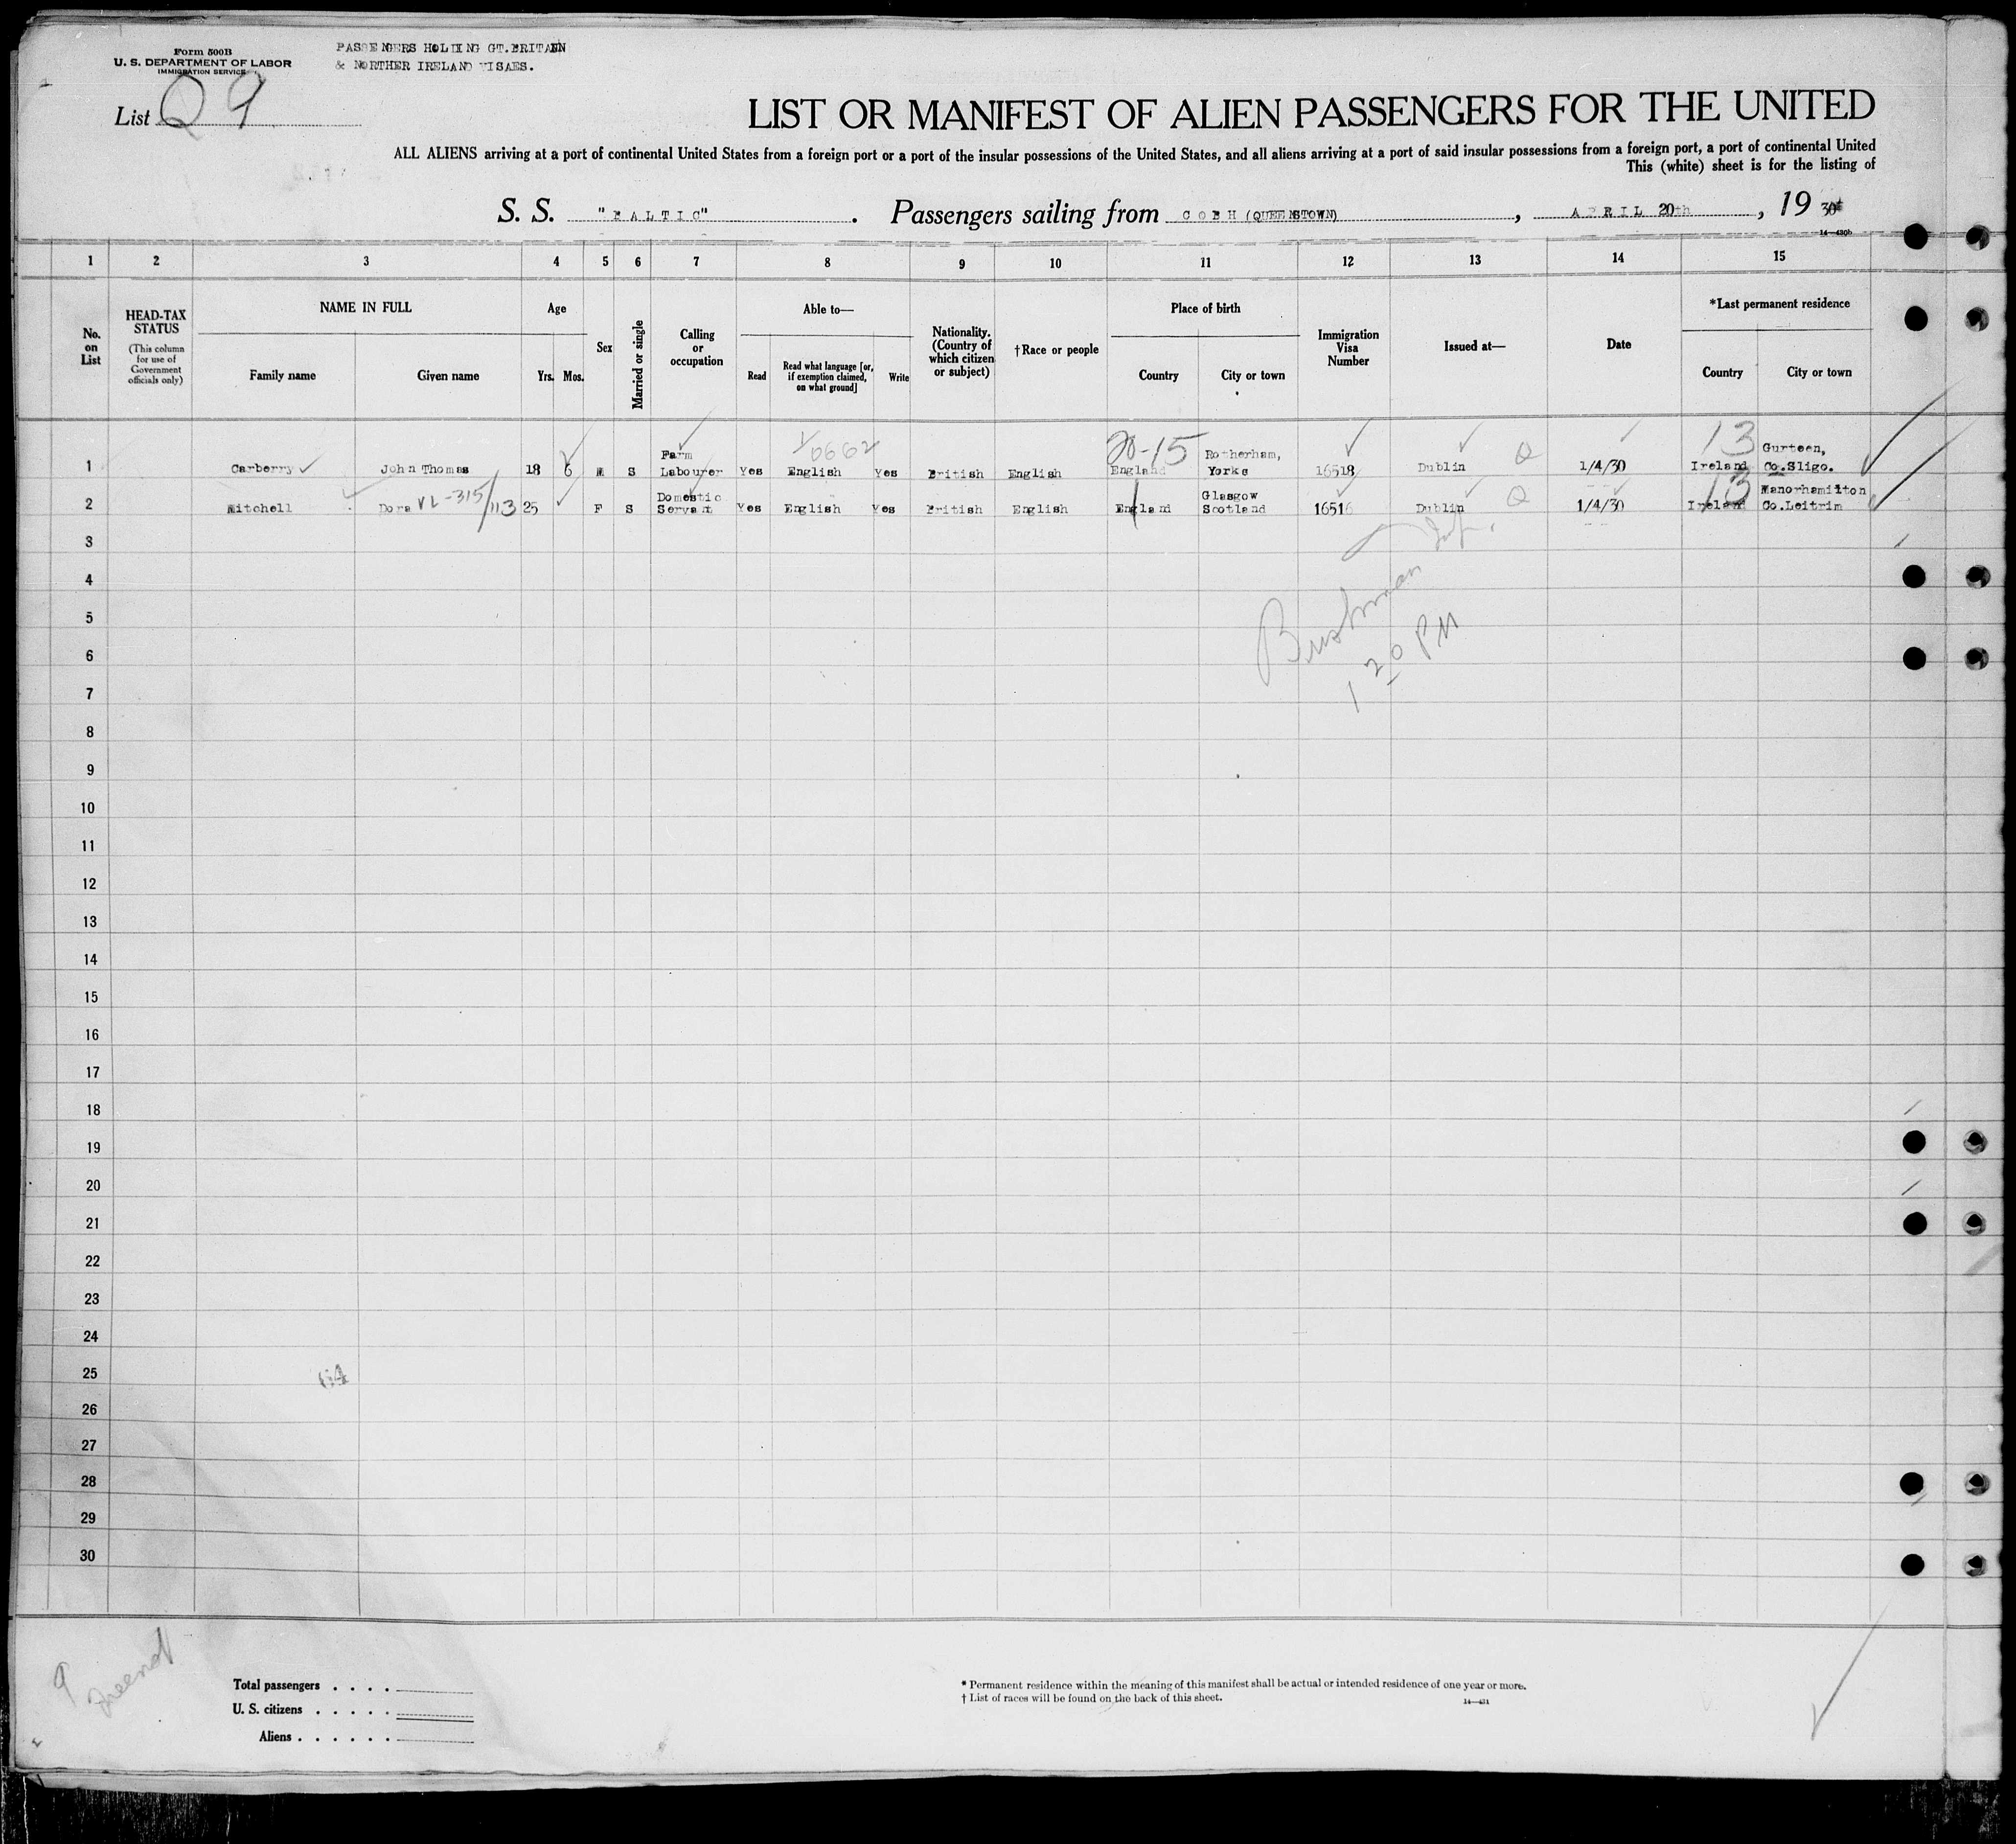 Form 500B
U. S. DEPARTMENT OF LABOR
IMMIGRATION SERVICE
PASSENGERS HOLDING GT.BRITAIN
& NORTHER IRELAND VISAES.
List Q 9
LIST OR MANIFEST OF ALIEN PASSENGERS FOR THE UNITED
ALL ALIENS arriving at a port of continental United States from a foreign port or a port of the insular possessions of the United States, and all aliens arriving at a port of said insular possessions from a foreign port, a port of continental United
This (white) sheet is for the listing of
S. S. "BALTIC". Passengers sailing from COBH (QUEENSTOWN), APRIL 20th, 19 30
14—430b
1 2 3 4 5 6 7 8 9 10 11 12 13 14 15
No. on List
HEAD-TAX STATUS
(This column for use of Government officials only)
NAME IN FULL
Family name Given name
Age
Yrs. Mos.
Sex
Married or single
Calling or occupation
Able to—
Read
Read what language [or, if exemption claimed, on what ground]
Write
Nationality. (Country of which citizen or subject)
†Race or people
Place of birth
Country City or town
Immigration Visa Number
Issued at—
Date
*Last permanent residence
Country City or town
0662 20-15 13
1 Carberry John Thomas 18 6 M S Farm Labourer Yes English Yes British English England Rotherham, Yorks 16518 Dublin Q 1/4/30 Ireland Gurteen, Co.Sligo.
2 Mitchell Dora VL-315/113 25 F S Domestic Servant Yes English Yes British English England Glasgow Scotland 16516 Dublin Q 1/4/30 13 Ireland Manorhamilton Co.Leitrim
3
4
5
6
1 20 PM
7
8
9
10
11
12
13
14
15
16
17
18
19
20
21
22
23
24
25
26
27
28
29
30
9
Total passengers . . . .
U. S. citizens . . . . .
Aliens . . . . . .
* Permanent residence within the meaning of this manifest shall be actual or intended residence of one year or more.
† List of races will be found on the back of this sheet.
14—431